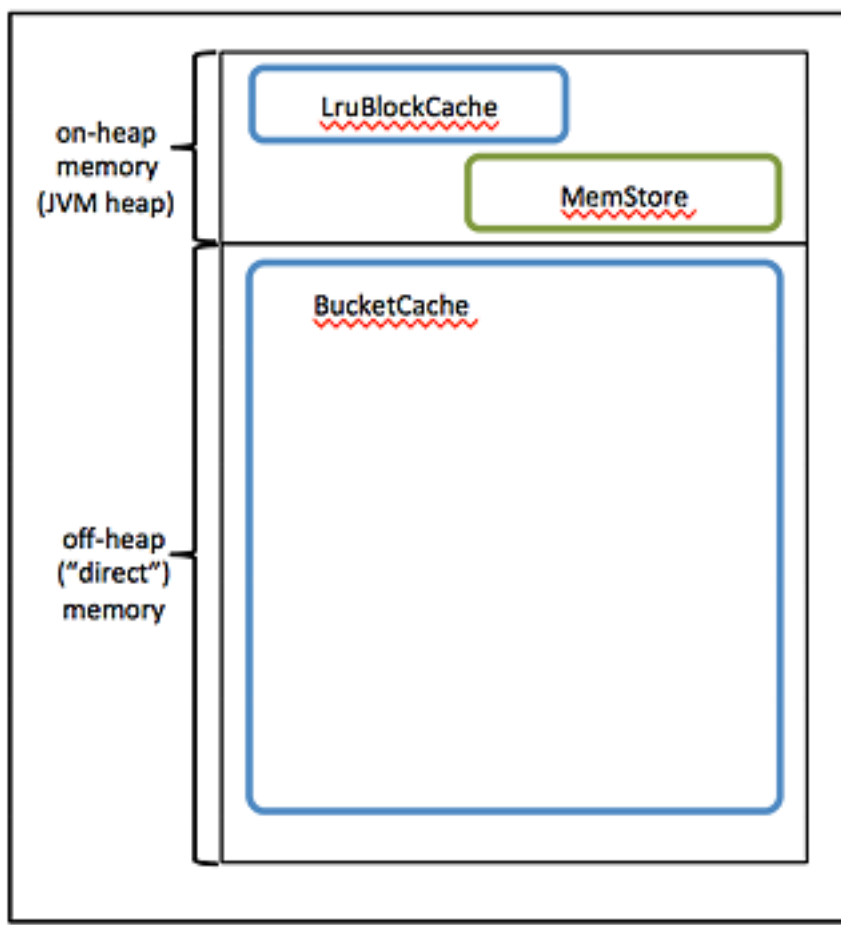 LruBlockCache
on-heap
memory
(JVM heap)
MemStore
BucketCache
off-heap
(“direct”)
memory